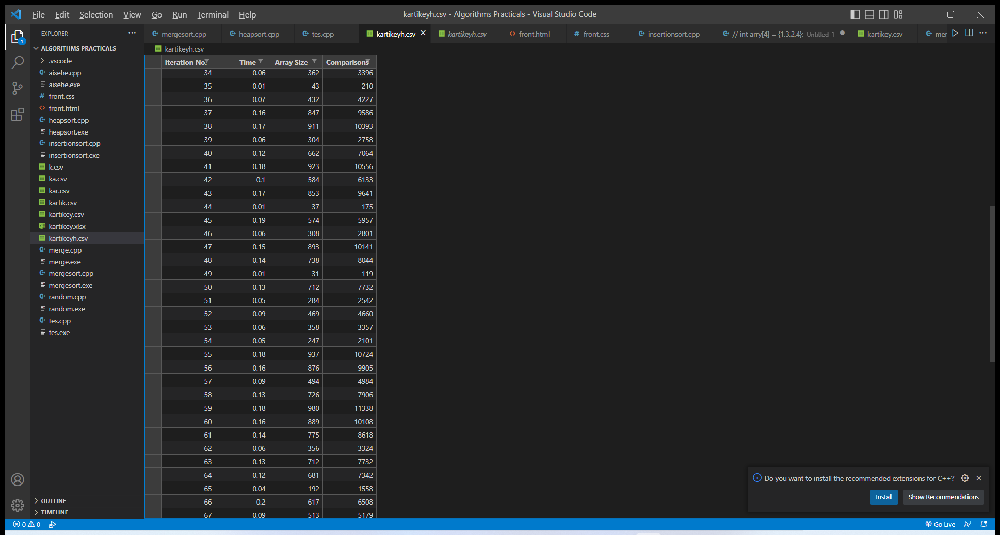 File Edit Selection View Go Run Terminal Help
kartikeyh.csv - Algorithms Practicals - Visual Studio Code
EXPLORER
mergesort.cpp heapsort.cpp tes.cpp kartikeyh.csv kartikeyh.csv front.html front.css insertionsort.cpp // int arry[4] = {1,3,2,4}; Untitled-1 kartikey.csv mer
1
ALGORITHMS PRACTICALS
.vscode
aisehe.cpp
aisehe.exe
front.css
front.html
heapsort.cpp
heapsort.exe
insertionsort.cpp
insertionsort.exe
k.csv
ka.csv
kar.csv
kartik.csv
kartikey.csv
kartikey.xlsx
kartikeyh.csv
merge.cpp
merge.exe
mergesort.cpp
mergesort.exe
random.cpp
random.exe
tes.cpp
tes.exe
OUTLINE
TIMELINE
kartikeyh.csv
Iteration No. Time Array Size Comparisons
34 0.06 362 3396
35 0.01 43 210
36 0.07 432 4227
37 0.16 847 9586
38 0.17 911 10393
39 0.06 304 2758
40 0.12 662 7064
41 0.18 923 10556
42 0.1 584 6133
43 0.17 853 9641
44 0.01 37 175
45 0.19 574 5957
46 0.06 308 2801
47 0.15 893 10141
48 0.14 738 8044
49 0.01 31 119
50 0.13 712 7732
51 0.05 284 2542
52 0.09 469 4660
53 0.06 358 3357
54 0.05 247 2101
55 0.18 937 10724
56 0.16 876 9905
57 0.09 494 4984
58 0.13 726 7906
59 0.18 980 11338
60 0.16 889 10108
61 0.14 775 8618
62 0.06 356 3324
63 0.13 712 7732
64 0.12 681 7342
65 0.04 192 1558
66 0.2 617 6508
67 0.09 513 5179
Do you want to install the recommended extensions for C++?
Install Show Recommendations
0 0
Go Live